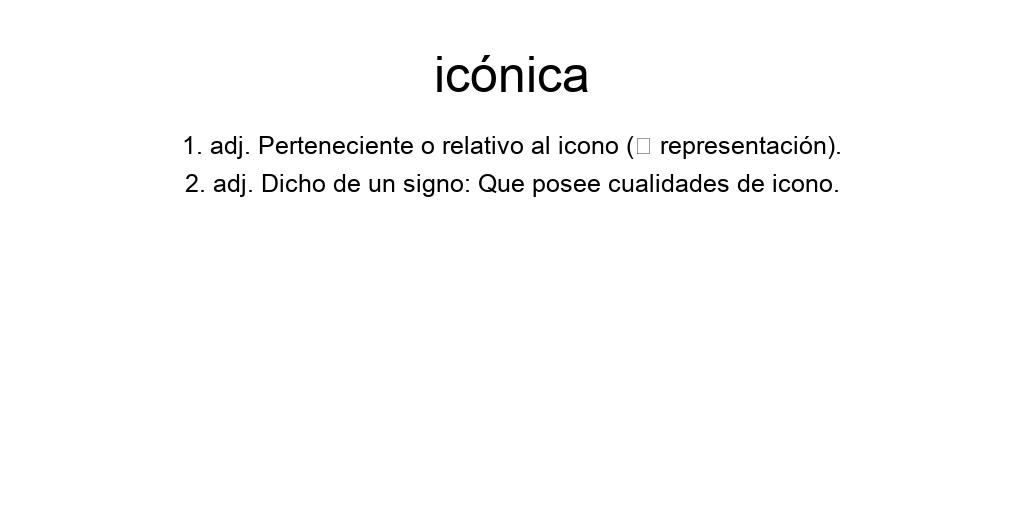 icónica
1. adj. Perteneciente o relativo al icono (□ representación).
2. adj. Dicho de un signo: Que posee cualidades de icono.